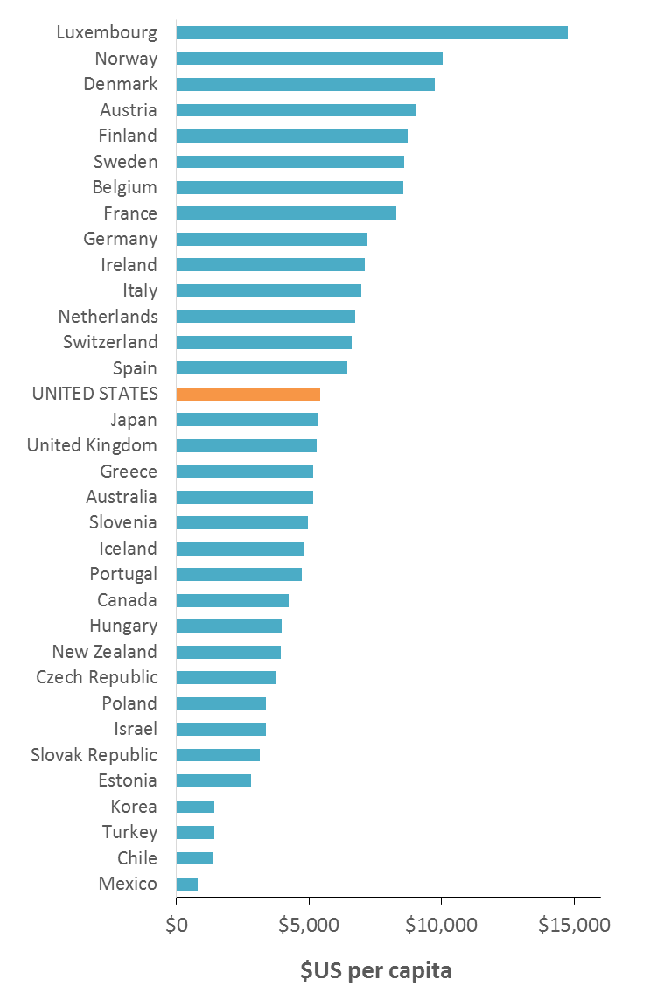 Luxembourg
Norway
Denmark
Austria
Finland
Sweden
Belgium
France
Germany
Ireland
Italy
Netherlands
Switzerland
Spain
UNITED STATES
Japan
United Kingdom
Greece
Australia
Slovenia
Iceland
Portugal
Canada
Hungary
New Zealand
Czech Republic
Poland
Israel
Slovak Republic
Estonia
Korea
Turkey
Chile
Mexico
$0 $5,000 $10,000 $15,000
$US per capita